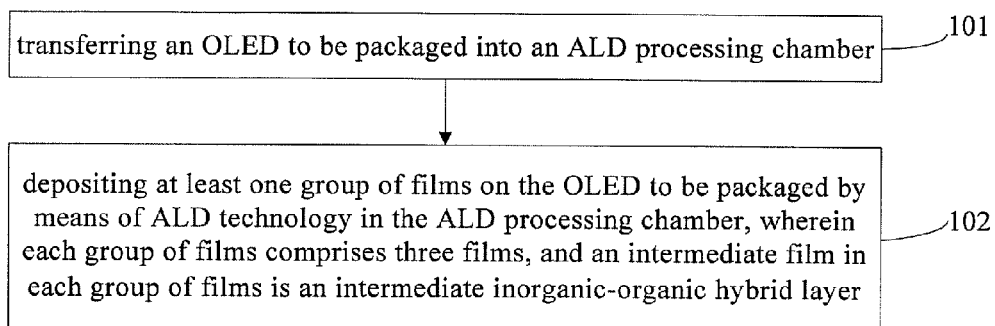 transferring an OLED to be packaged into an ALD processing chamber
101
depositing at least one group of films on the OLED to be packaged by
means of ALD technology in the ALD processing chamber, wherein
each group of films comprises three films, and an intermediate film in
each group of films is an intermediate inorganic-organic hybrid layer
102